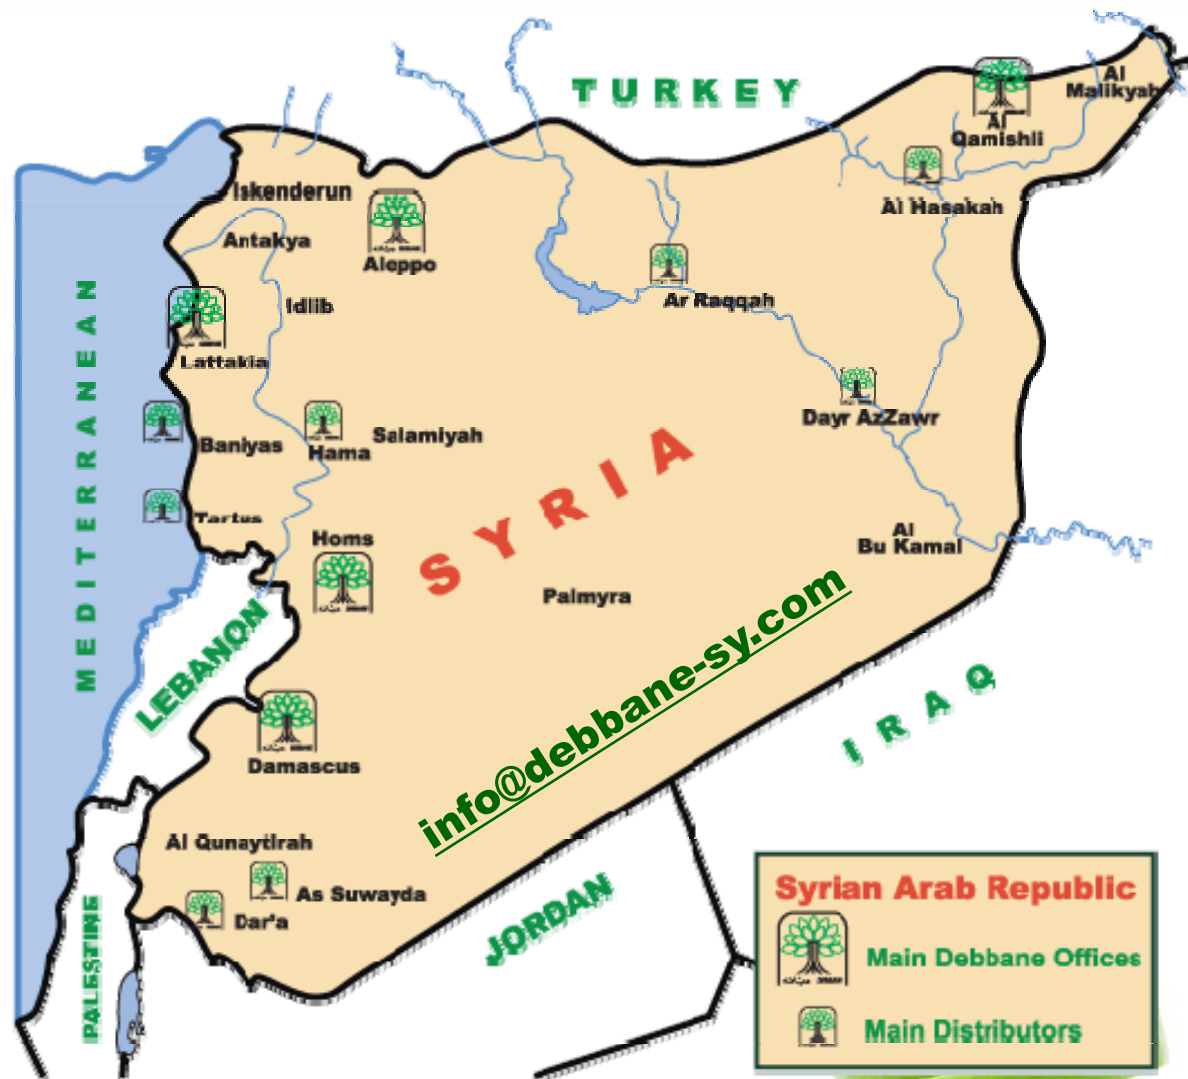 TURKEY
Al
Malikyah
Al
Qamishli
Al Hasakah
Iskenderun
Antakya
Aleppo
Idlib
Ar Raqqah
Lattakia
MEDITERRANEAN
Dayr AzZawr
Baniyas
Hama
Salamiyah
SYRIA
Tartus
Homs
Al
Bu Kamal
Palmyra
LEBANON
info@debbane-sy.com
IRAQ
Damascus
Al Qunaytirah
As Suwayda
Dar'a
JORDAN
PALESTINE
Syrian Arab Republic
Main Debbane Offices
Main Distributors